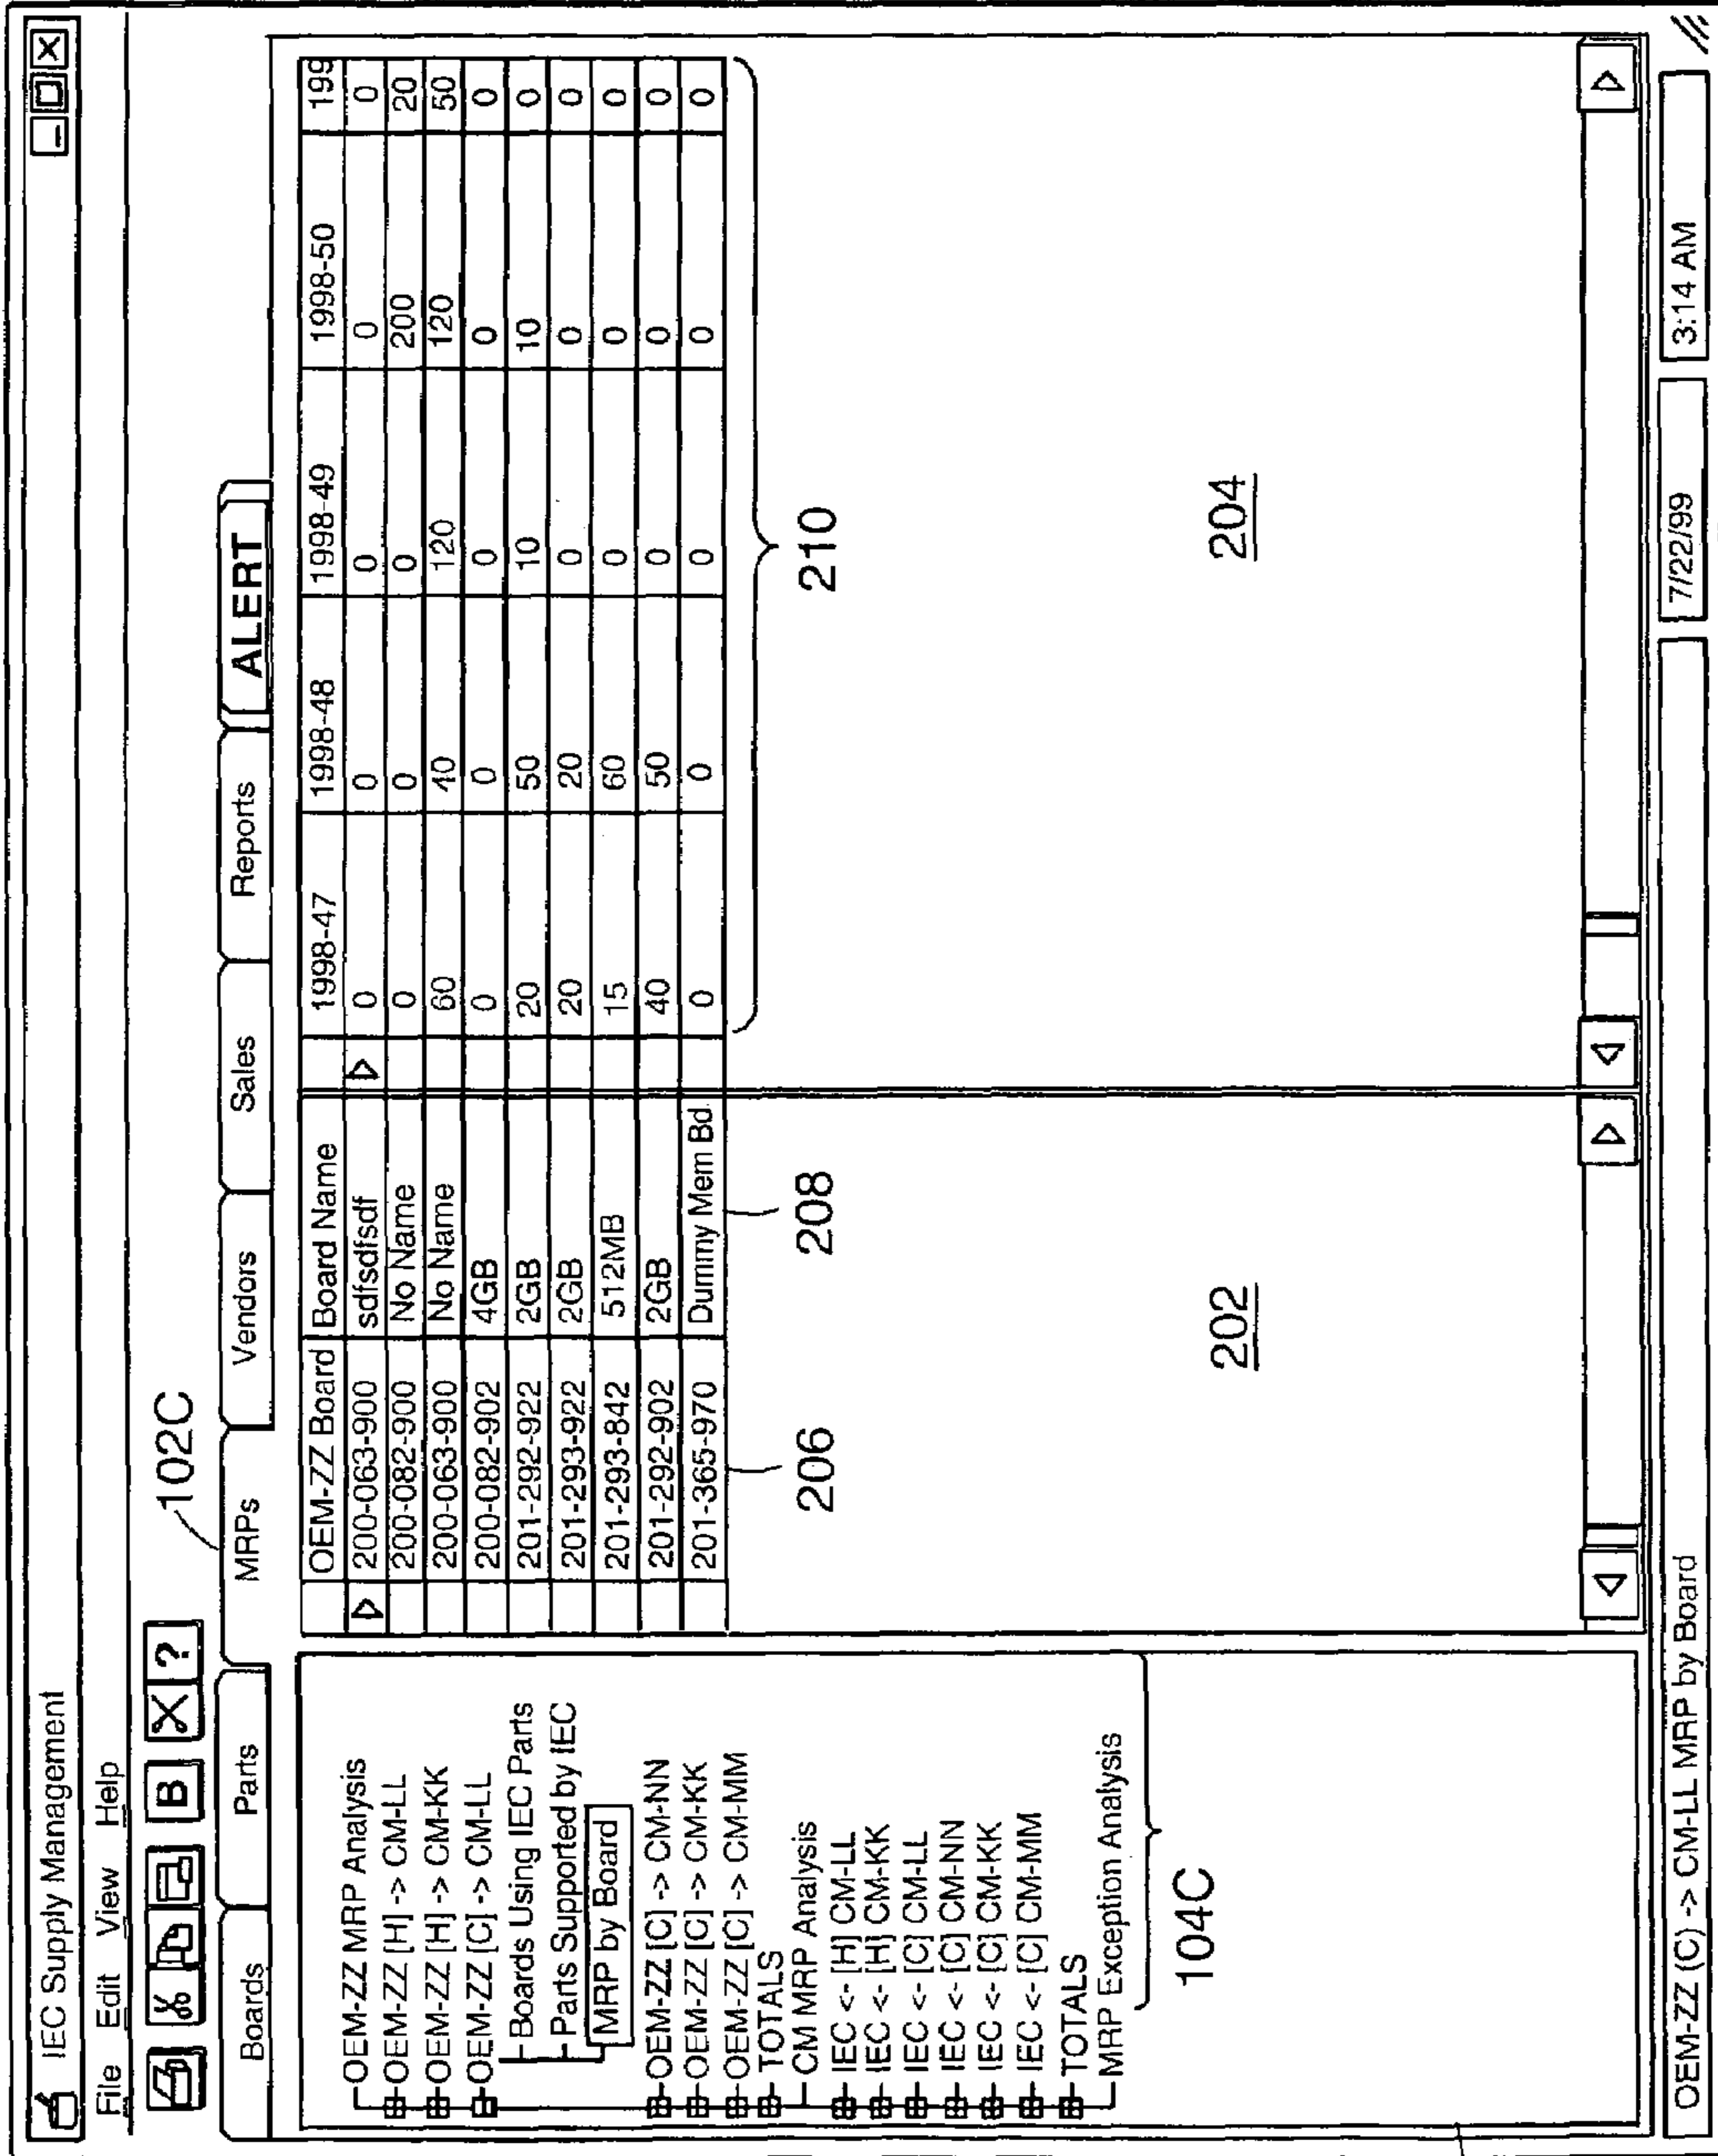 IEC Supply Management
File Edit View Help
B X ?
102C
Boards Parts MRPs Vendors Sales Reports ALERT
OEM-ZZ MRP Analysis
OEM-ZZ [H] -> CM-LL
OEM-ZZ [H] -> CM-KK
OEM-ZZ [C] -> CM-LL
Boards Using IEC Parts
Parts Supported by IEC
MRP by Board
OEM-ZZ [C] -> CM-NN
OEM-ZZ [C] -> CM-KK
OEM-ZZ [C] -> CM-MM
TOTALS
CM MRP Analysis
IEC <- [H] CM-LL
IEC <- [H] CM-KK
IEC <- [C] CM-LL
IEC <- [C] CM-NN
IEC <- [C] CM-KK
IEC <- [C] CM-MM
TOTALS
MRP Exception Analysis
104C
OEM-ZZ Board Board Name 1998-47 1998-48 1998-49 1998-50 199
200-063-900 sdfsdfsdf 0 0 0 0 0
200-082-900 No Name 0 0 0 200 20
200-063-900 No Name 60 40 120 120 50
200-082-902 4GB 0 0 0 0 0
201-292-922 2GB 20 50 10 10 0
201-293-922 2GB 20 20 0 0 0
201-293-842 512MB 15 60 0 0 0
201-292-902 2GB 40 50 0 0 0
201-365-970 Dummy Mem Bd 0 0 0 0 0
206 208 210
202 204
OEM-ZZ (C) -> CM-LL MRP by Board 7/22/99 3:14 AM